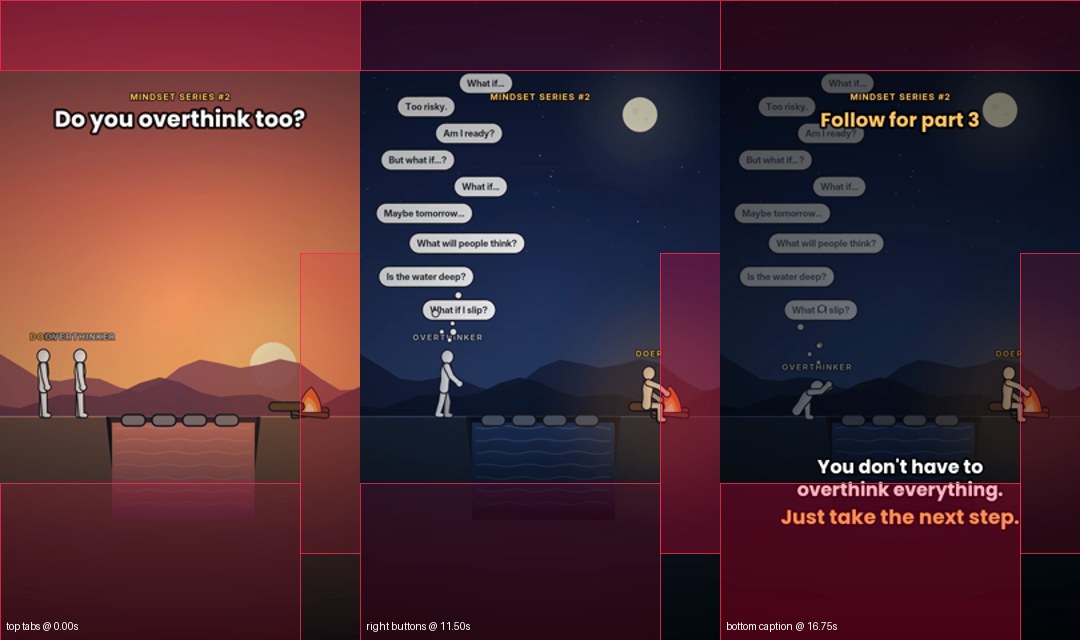 MINDSET SERIES #2
Do you overthink too?
OVERTHINKER
top tabs @ 0.00s
What if...
MINDSET SERIES #2
Too risky.
Am I ready?
But what if...?
What if...
Maybe tomorrow...
What will people think?
Is the water deep?
What if I slip?
OVERTHINKER
DOER
right buttons @ 11.50s
What if...
MINDSET SERIES #2
Too risky.
Follow for part 3
Am I ready?
But what if...?
What if...
Maybe tomorrow...
What will people think?
Is the water deep?
What if I slip?
OVERTHINKER
DOER
You don't have to
overthink everything.
Just take the next step.
bottom caption @ 16.75s